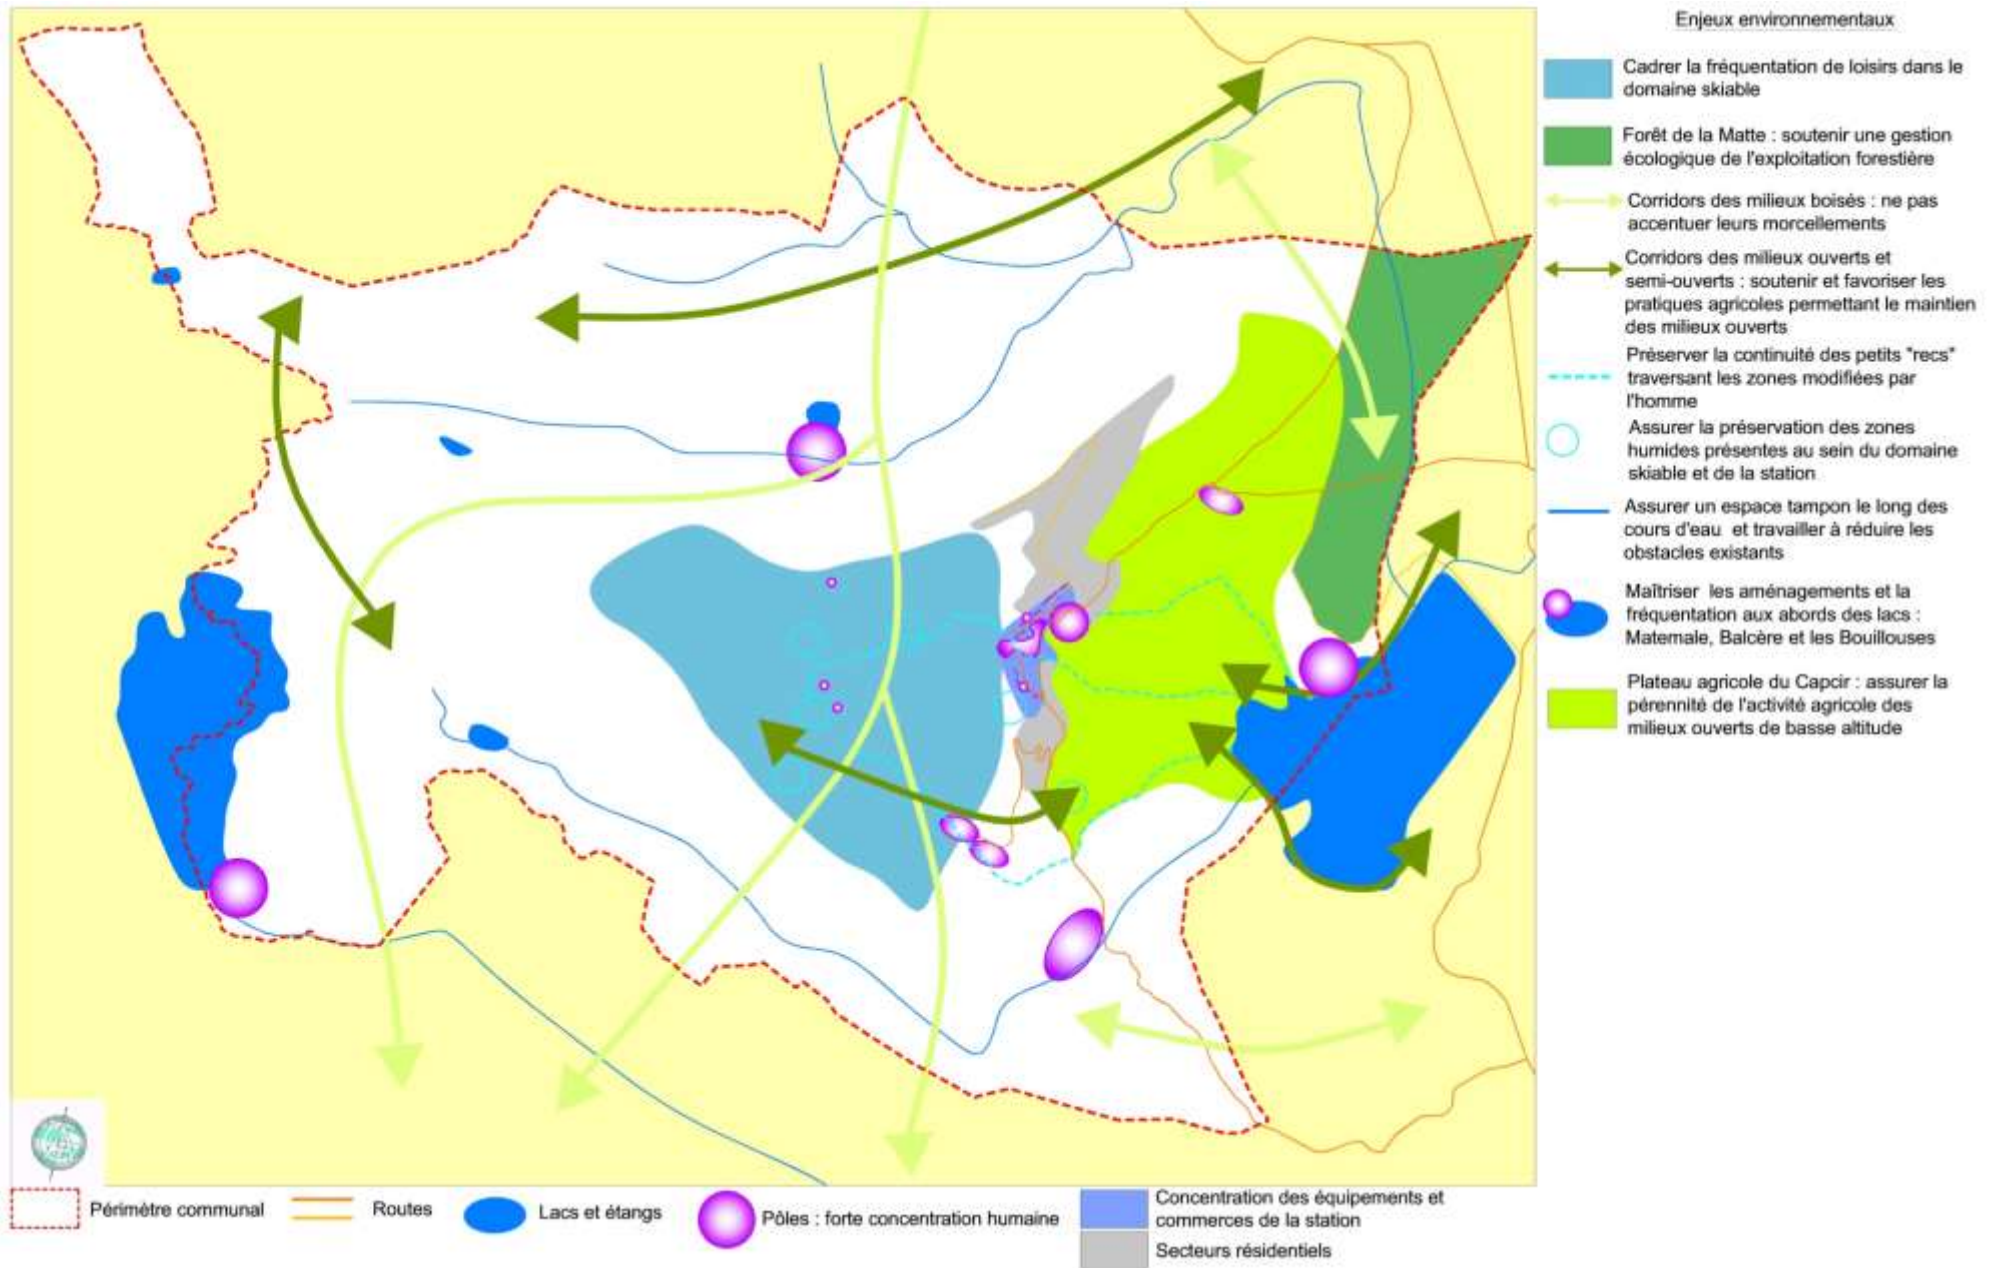 Enjeux environnementaux
Cadrer la fréquentation de loisirs dans le
domaine skiable
Forêt de la Matte : soutenir une gestion
écologique de l'exploitation forestière
Corridors des milieux boisés : ne pas
accentuer leurs morcellements
Corridors des milieux ouverts et
semi-ouverts : soutenir et favoriser les
pratiques agricoles permettant le maintien
des milieux ouverts
Préserver la continuité des petits "recs"
traversant les zones modifiées par
l'homme
Assurer la préservation des zones
humides présentes au sein du domaine
skiable et de la station
Assurer un espace tampon le long des
cours d'eau et travailler à réduire les
obstacles existants
Maîtriser les aménagements et la
fréquentation aux abords des lacs :
Matemale, Balcère et les Bouillouses
Plateau agricole du Capcir : assurer la
pérennité de l'activité agricole des
milieux ouverts de basse altitude
Périmètre communal
Routes
Lacs et étangs
Pôles : forte concentration humaine
Concentration des équipements et
commerces de la station
Secteurs résidentiels